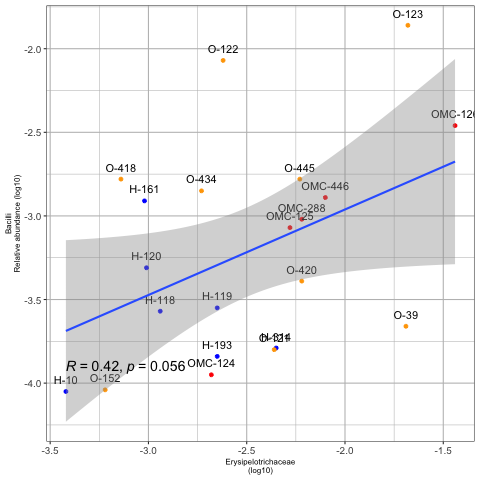 O-123
O-122
-2.0
OMC-126
-2.5
O-418
O-445
O-434
OMC-446
H-161
OMC-288
-3.0
OMC-125
H-120
O-420
H-118
H-119
-3.5
O-39
H-193
OMC-124
R = 0.42, p = 0.056
H-10
O-152
-4.0
-3.5
-3.0
-2.5
-2.0
-1.5
Erysipelotrichaceae
(log10)
Bacilli
Relative abundance (log10)